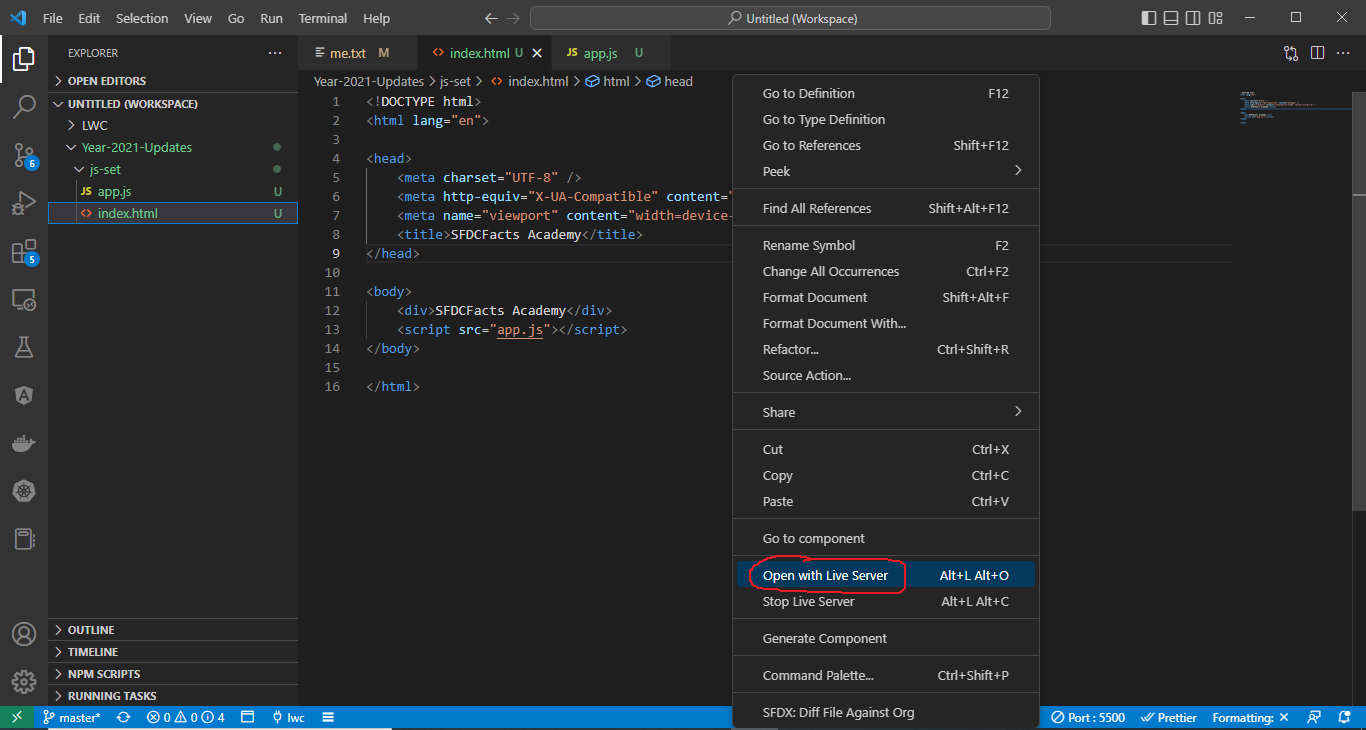 File Edit Selection View Go Run Terminal Help
Untitled (Workspace)
EXPLORER
me.txt M
index.html U
JS app.js U
OPEN EDITORS
UNTITLED (WORKSPACE)
LWC
Year-2021-Updates
js-set
JS app.js U
index.html U
OUTLINE
TIMELINE
NPM SCRIPTS
RUNNING TASKS
6
5
Year-2021-Updates > js-set > index.html > html > head
1 <!DOCTYPE html>
2 <html lang="en">
3
4 <head>
5 <meta charset="UTF-8" />
6 <meta http-equiv="X-UA-Compatible" content="
7 <meta name="viewport" content="width=device-
8 <title>SFDCFacts Academy</title>
9 </head>
10
11 <body>
12 <div>SFDCFacts Academy</div>
13 <script src="app.js"></script>
14 </body>
15
16 </html>
Go to Definition F12
Go to Type Definition
Go to References Shift+F12
Peek
Find All References Shift+Alt+F12
Rename Symbol F2
Change All Occurrences Ctrl+F2
Format Document Shift+Alt+F
Format Document With...
Refactor... Ctrl+Shift+R
Source Action...
Share
Cut Ctrl+X
Copy Ctrl+C
Paste Ctrl+V
Go to component
Open with Live Server Alt+L Alt+O
Stop Live Server Alt+L Alt+C
Generate Component
Command Palette... Ctrl+Shift+P
SFDX: Diff File Against Org
master* 0 0 4 lwc Port : 5500 Prettier Formatting: ×